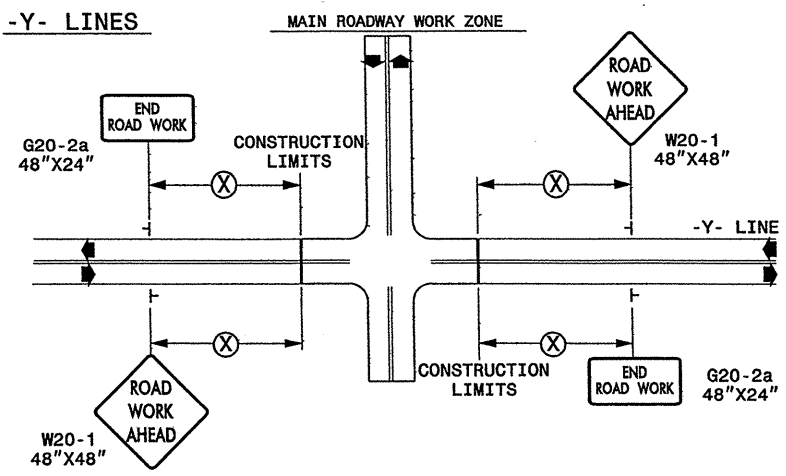 -Y- LINES
MAIN ROADWAY WORK ZONE
END
ROAD WORK
G20-2a
48"X24"
CONSTRUCTION
LIMITS
X
ROAD
WORK
AHEAD
W20-1
48"X48"
X
-Y- LINE
X
ROAD
WORK
AHEAD
W20-1
48"X48"
X
CONSTRUCTION
LIMITS
END
ROAD WORK
G20-2a
48"X24"